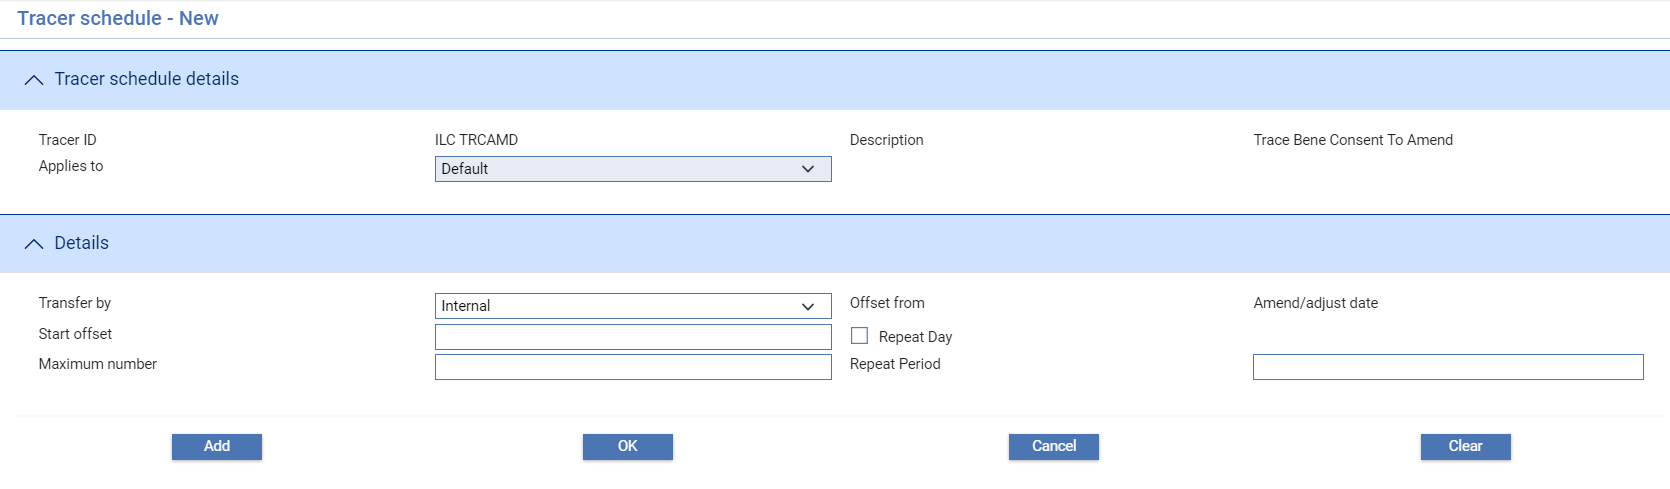 Tracer schedule - New
Tracer schedule details
Tracer ID ILC TRCAMD Description Trace Bene Consent To Amend
Applies to Default
Details
Transfer by Internal Offset from Amend/adjust date
Start offset Repeat Day
Maximum number Repeat Period
Add OK Cancel Clear